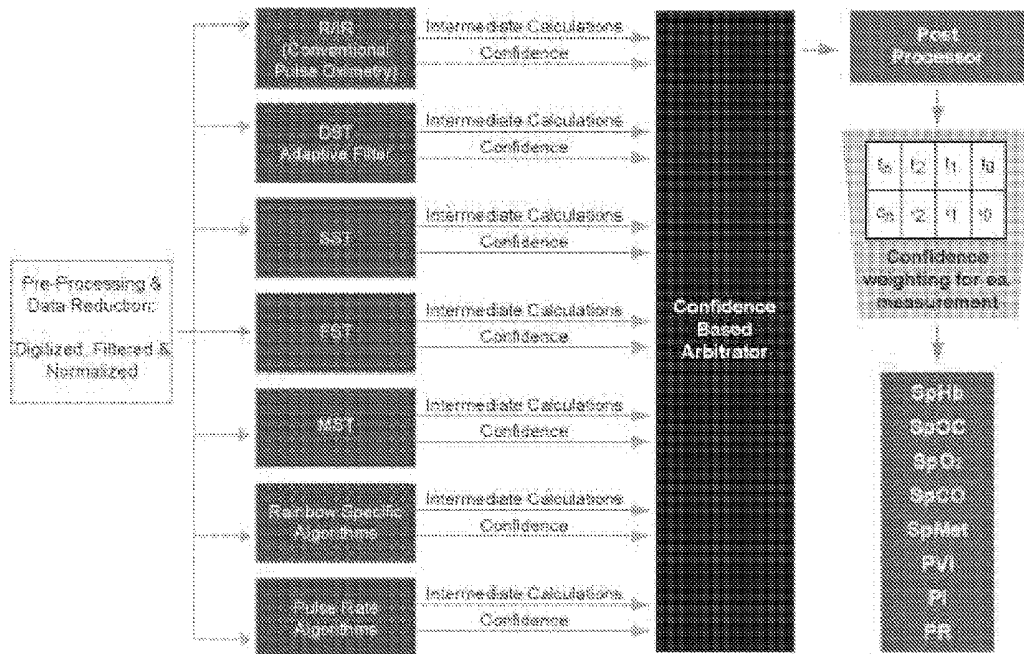 Pre-Processing &
Data Reduction:
Digitized, Filtered &
Normalized
R/IR
(Conventional
Pulse Oximetry)
Intermediate Calculations
Confidence
DST
Adaptive Filter
Intermediate Calculations
Confidence
SST
Intermediate Calculations
Confidence
FST
Intermediate Calculations
Confidence
MST
Intermediate Calculations
Confidence
Rainbow Specific
Algorithms
Intermediate Calculations
Confidence
Pulse Rate
Algorithms
Intermediate Calculations
Confidence
Confidence
Based
Arbitrator
Post
Processor
Confidence
weighting for ea.
measurement
SpHb
SpOC
SpO₂
SpCO
SpMet
PVI
PI
PR